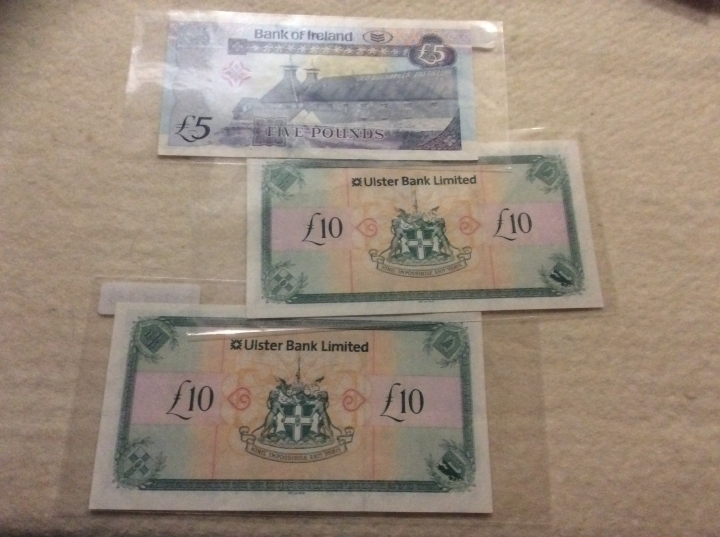 Bank of Ireland
£5
£5
FIVE POUNDS
Ulster Bank Limited
£10
£10
Ulster Bank Limited
£10
£10